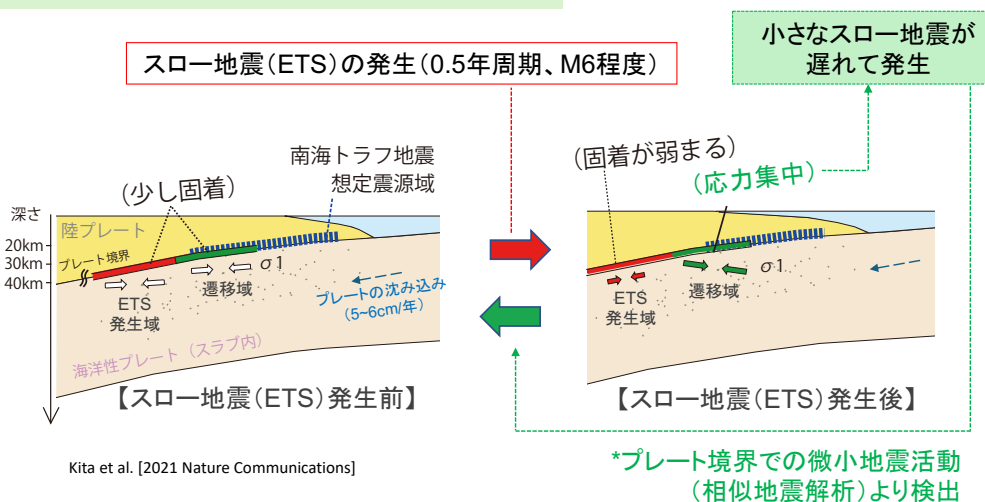 スロー地震(ETS)の発生(0.5年周期、M6程度)
小さなスロー地震が
遅れて発生
南海トラフ地震
想定震源域
(少し固着)
深さ
陸プレート
20km
30km
40km
プレート境界
σ1
ETS
発生域
遷移域
プレートの沈み込み
(5~6cm/年)
海洋性プレート(スラブ内)
【スロー地震(ETS)発生前】
(固着が弱まる)
(応力集中)
σ1
ETS
発生域
遷移域
【スロー地震(ETS)発生後】
Kita et al. [2021 Nature Communications]
*プレート境界での微小地震活動
(相似地震解析)より検出